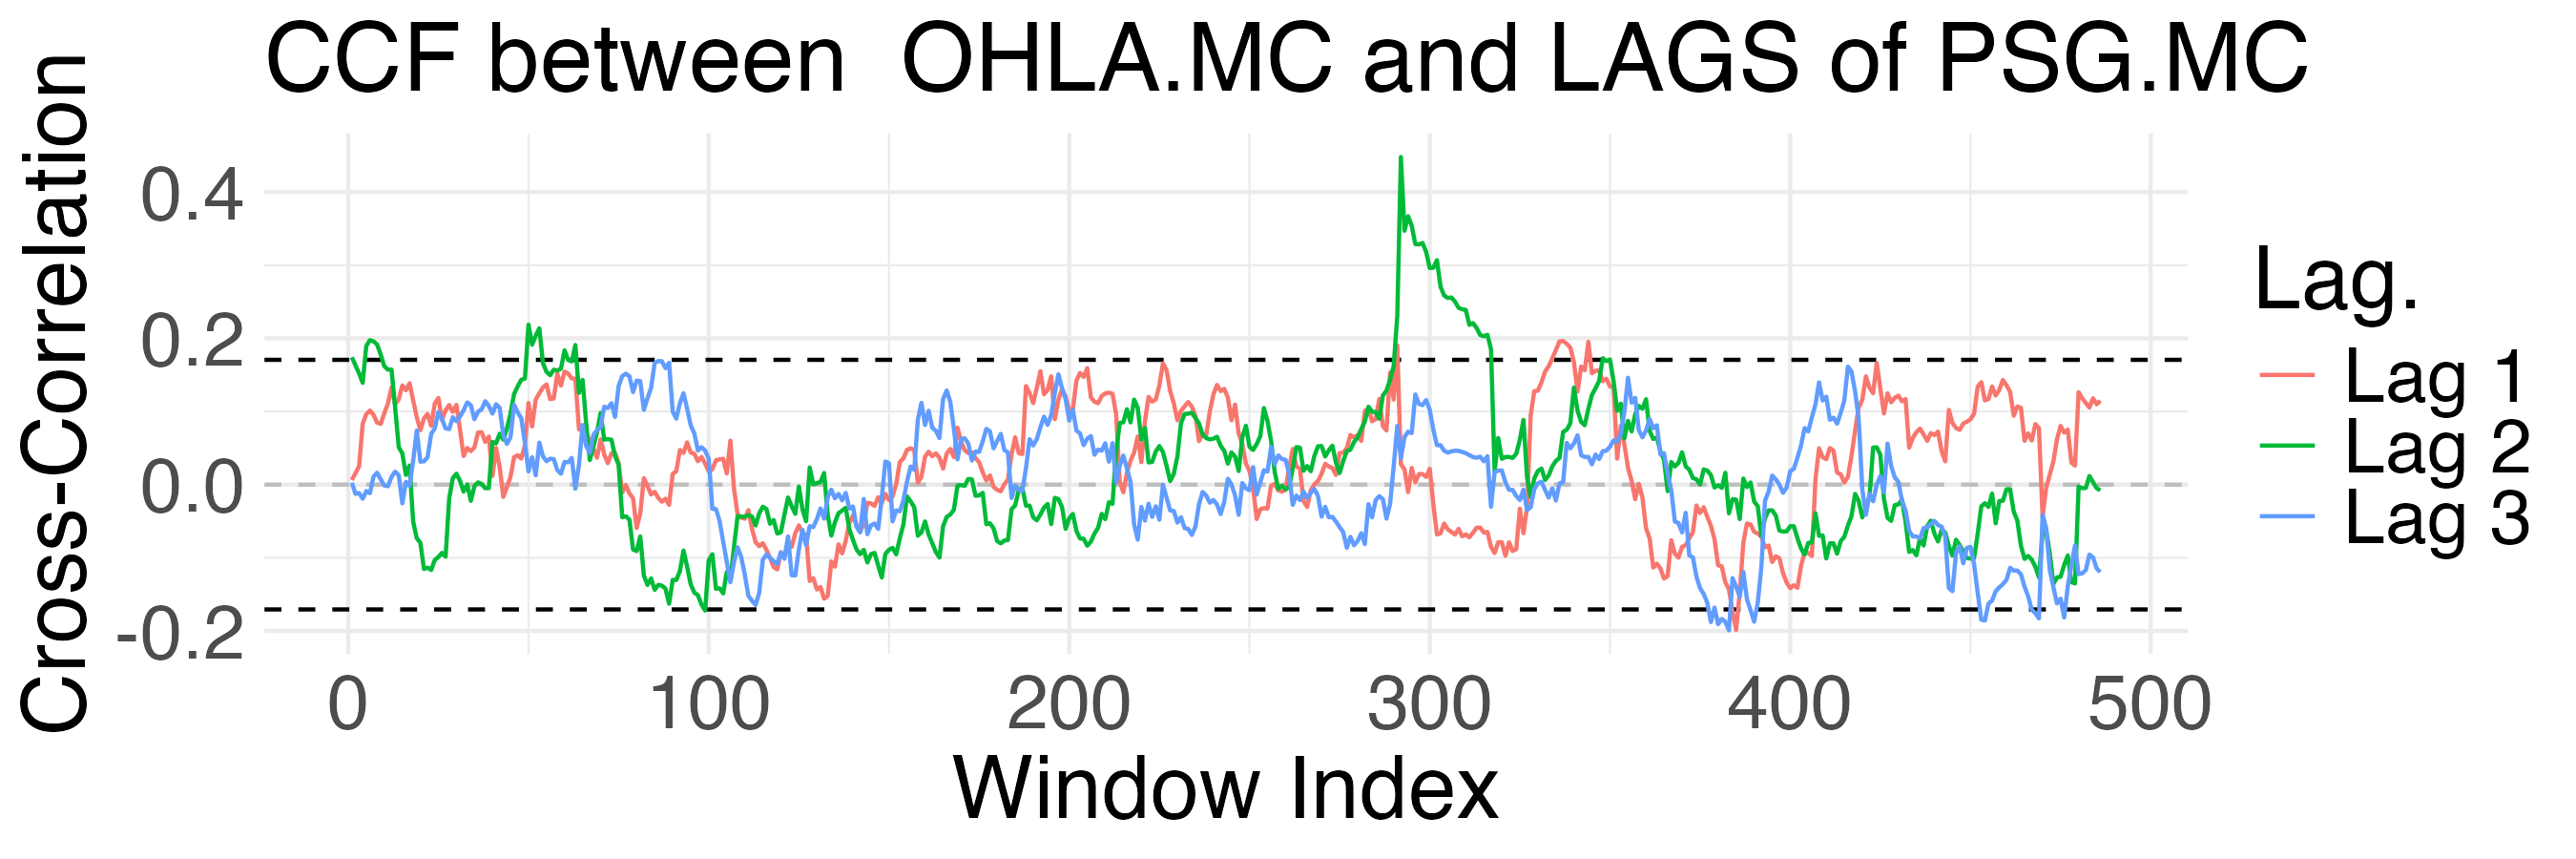 CCF between  OHLA.MC and LAGS of PSG.MC
Cross-Correlation
0.4
0.2
0.0
-0.2
0 100 200 300 400 500
Window Index
Lag.
Lag 1
Lag 2
Lag 3